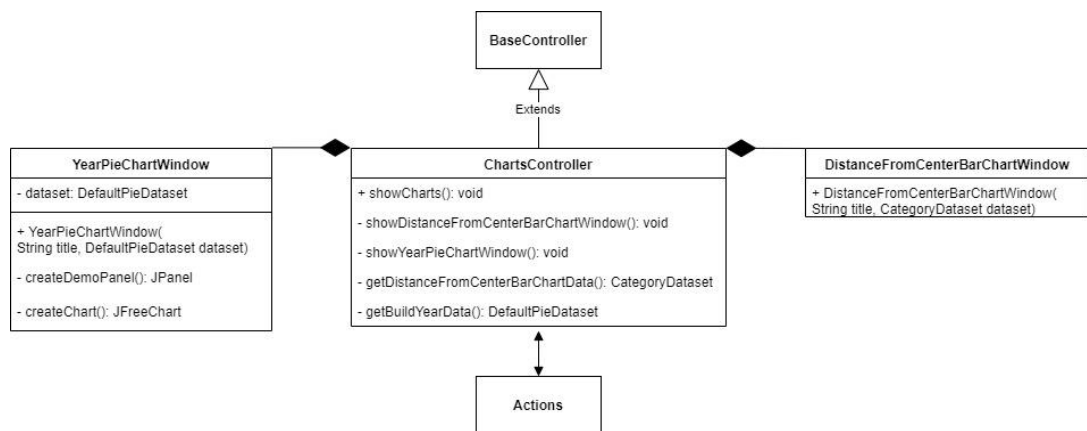 BaseController
Extends
YearPieChartWindow
- dataset: DefaultPieDataset
+ YearPieChartWindow(
String title, DefaultPieDataset dataset)
- createDemoPanel(): JPanel
- createChart(): JFreeChart
ChartsController
+ showCharts(): void
- showDistanceFromCenterBarChartWindow(): void
- showYearPieChartWindow(): void
- getDistanceFromCenterBarChartData(): CategoryDataset
- getBuildYearData(): DefaultPieDataset
DistanceFromCenterBarChartWindow
+ DistanceFromCenterBarChartWindow(
String title, CategoryDataset dataset)
Actions